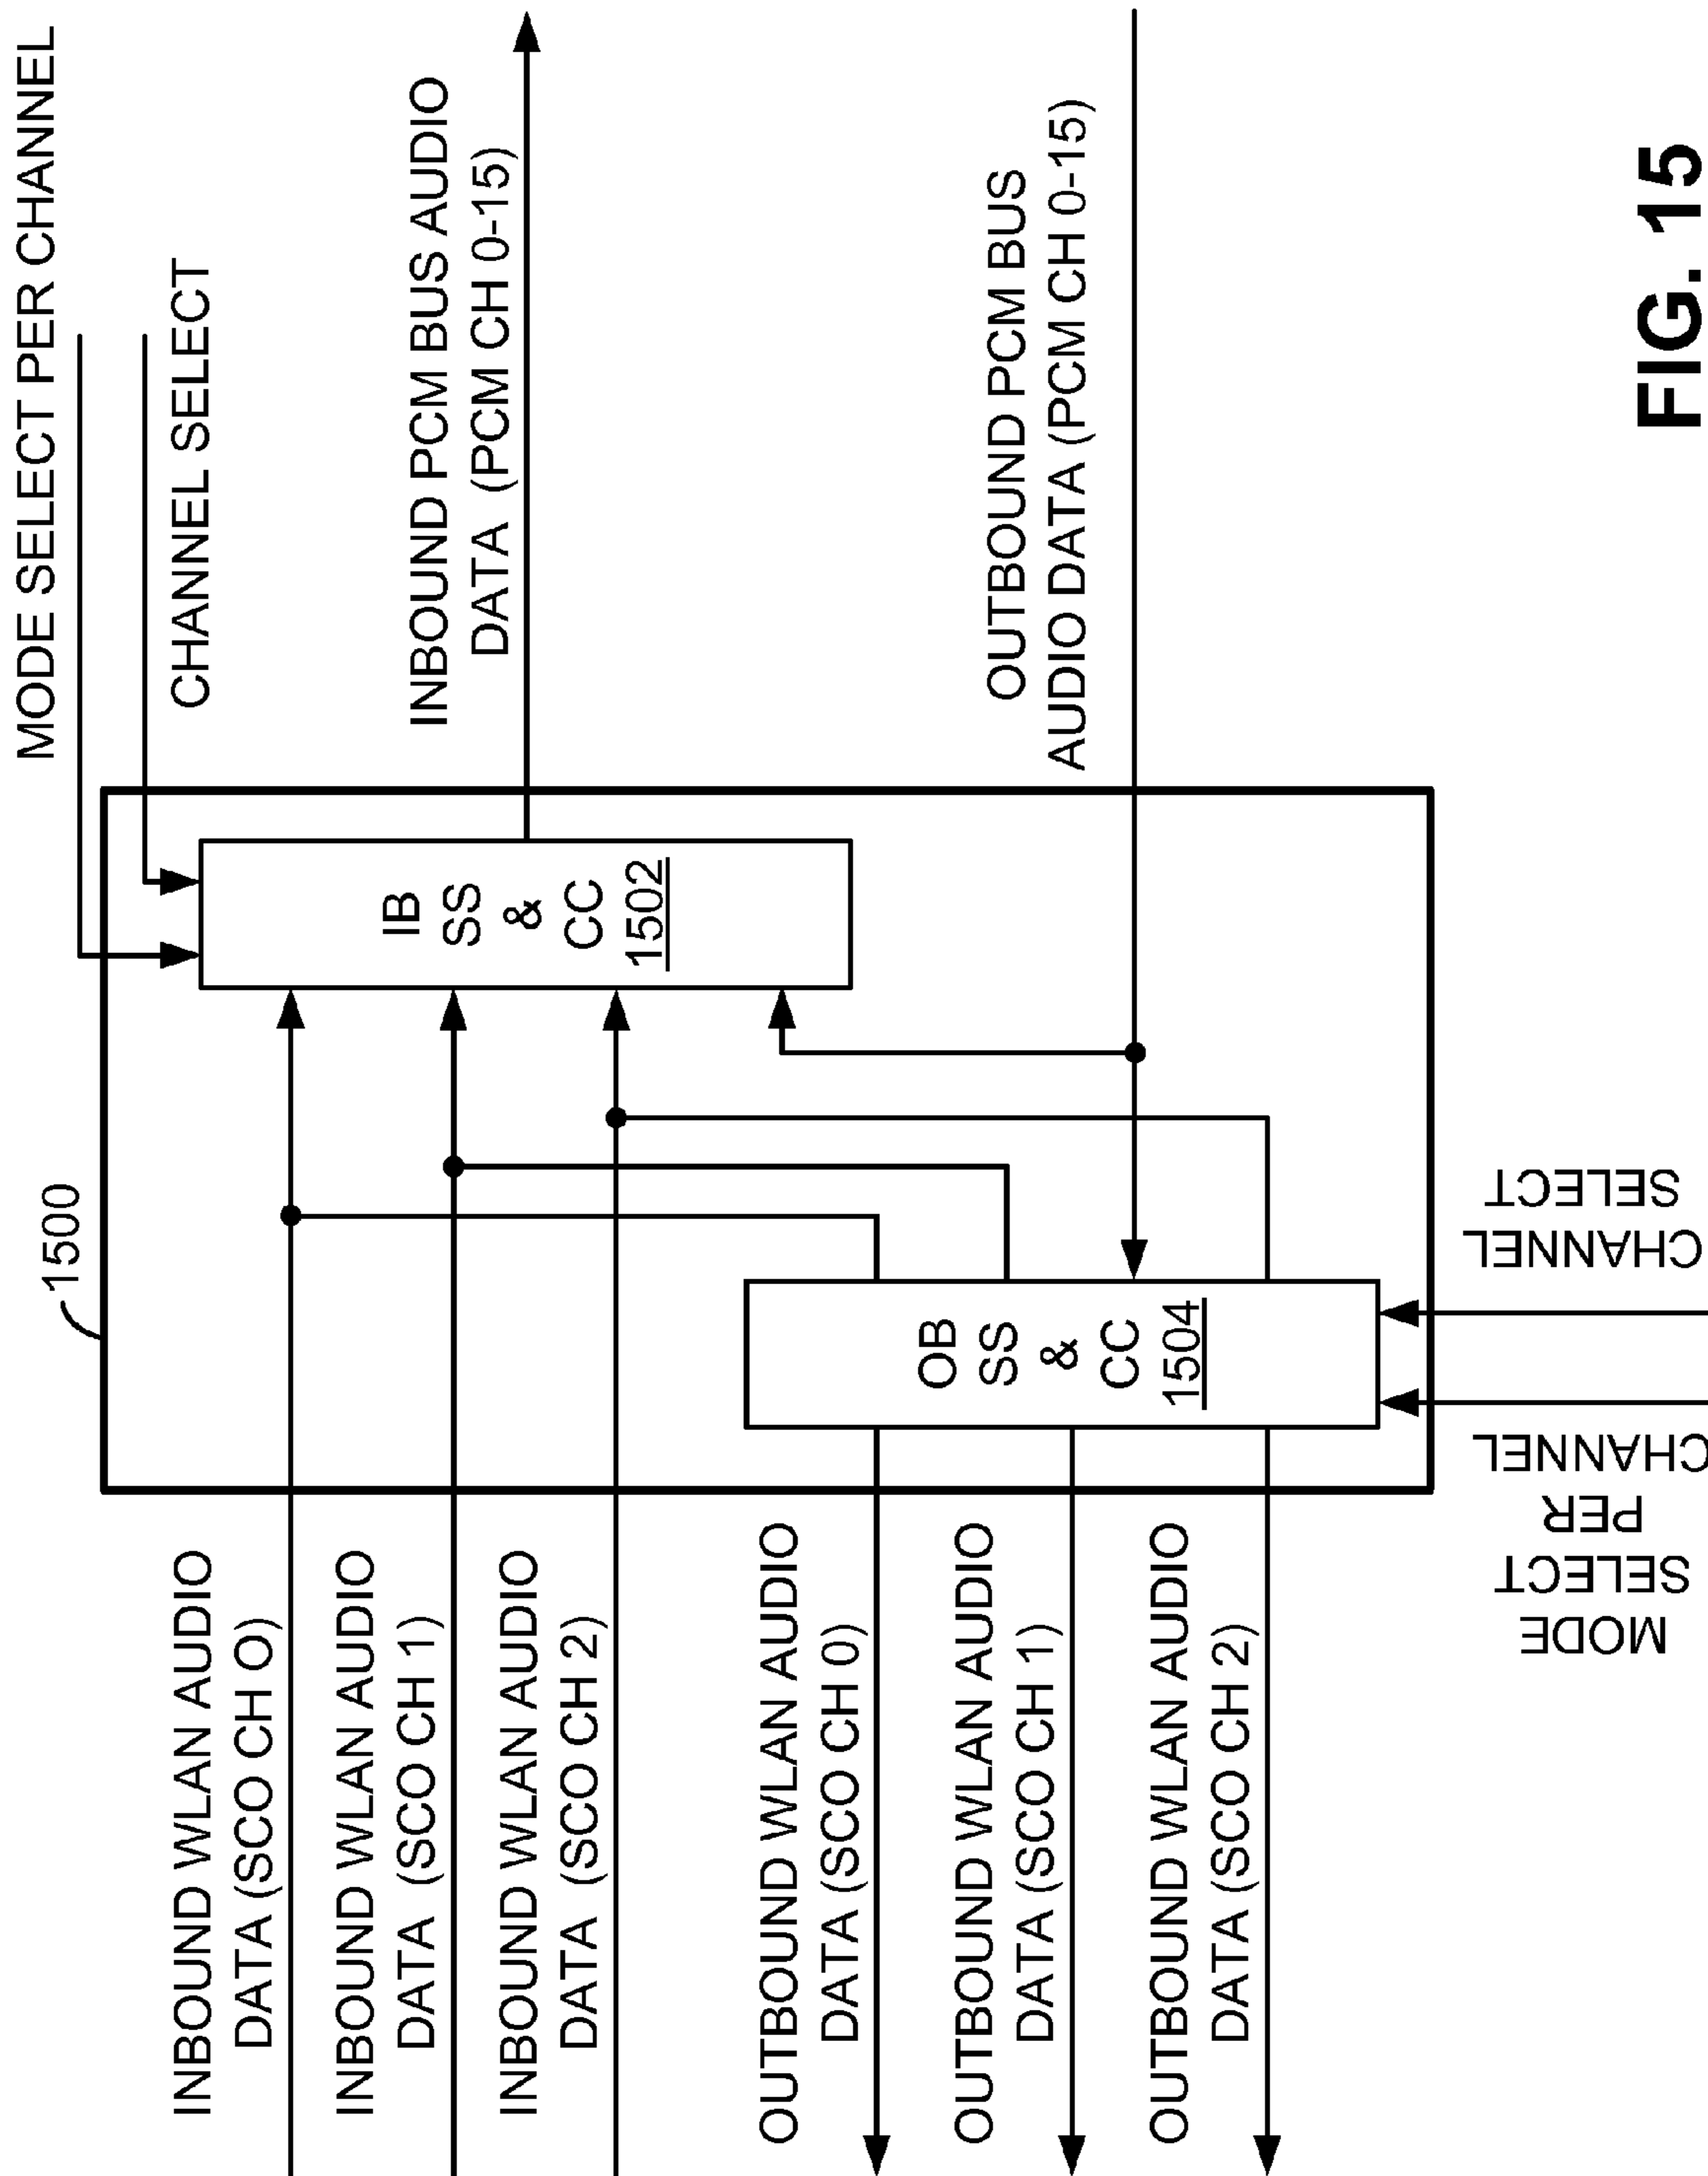 MODE SELECT PER CHANNEL
1500
CHANNEL SELECT
INBOUND WLAN AUDIO
DATA (SCO CH O)
INBOUND WLAN AUDIO
DATA (SCO CH 1)
INBOUND WLAN AUDIO
DATA (SCO CH 2)
IB
SS
&
CC
1502
INBOUND PCM BUS AUDIO
DATA (PCM CH 0-15)
OUTBOUND WLAN AUDIO
DATA (SCO CH 0)
OUTBOUND WLAN AUDIO
DATA (SCO CH 1)
OUTBOUND WLAN AUDIO
DATA (SCO CH 2)
OB
SS
&
CC
1504
OUTBOUND PCM BUS
AUDIO DATA (PCM CH 0-15)
MODE
SELECT
PER
CHANNEL
CHANNEL
SELECT
FIG. 15